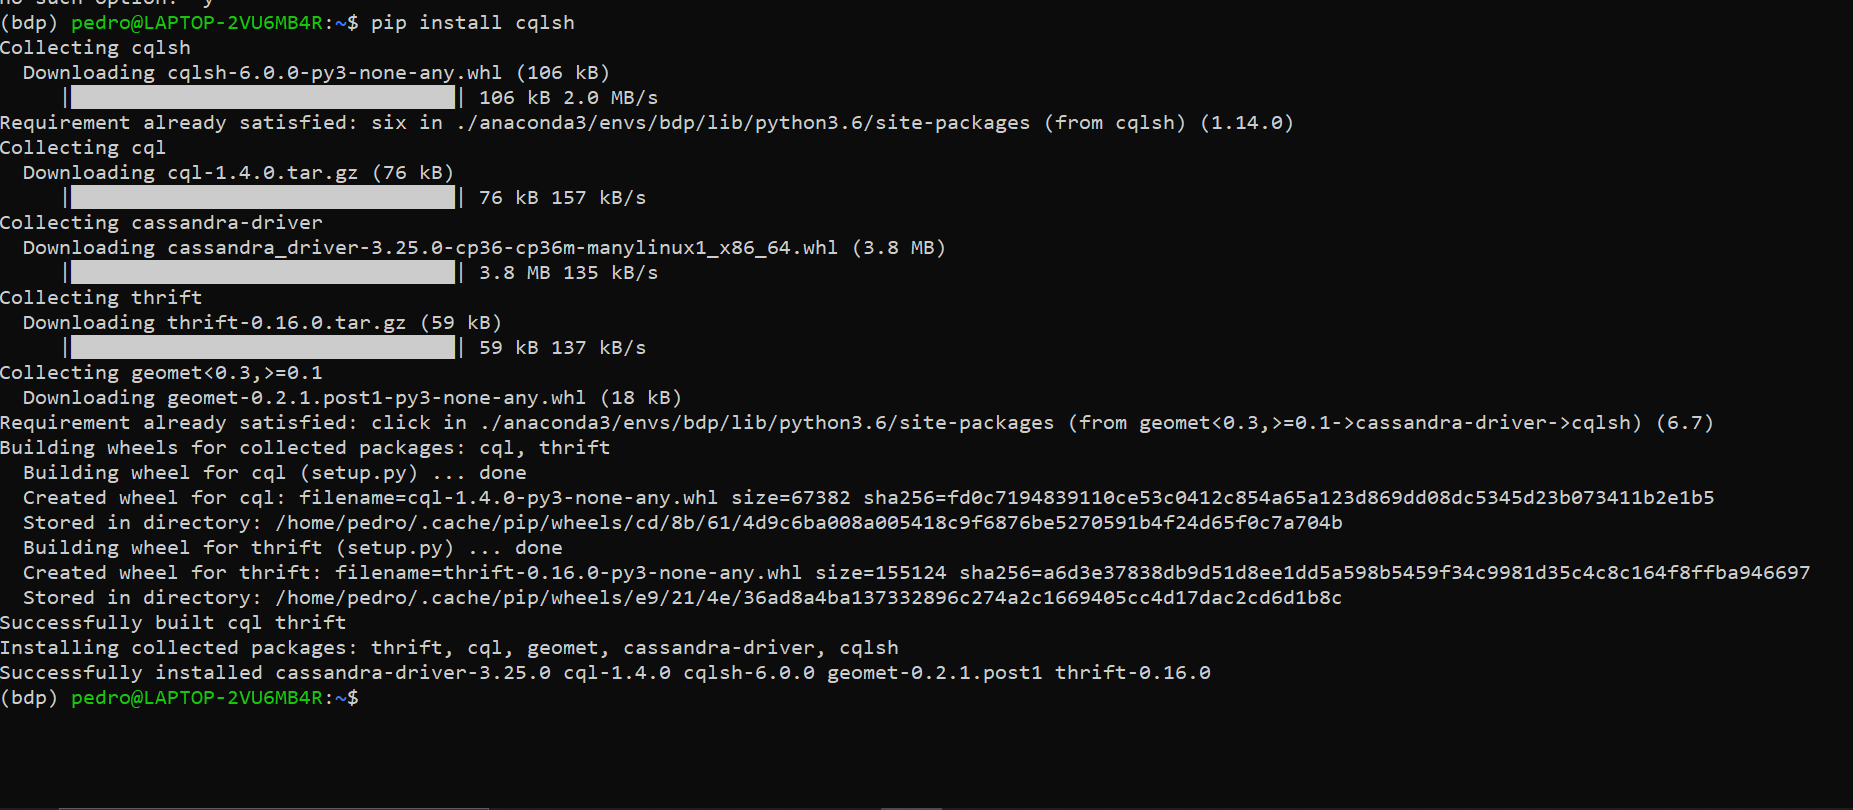 no such option: -y
(bdp) pedro@LAPTOP-2VU6MB4R:~$ pip install cqlsh
Collecting cqlsh
  Downloading cqlsh-6.0.0-py3-none-any.whl (106 kB)
     |████████████████████████████████| 106 kB 2.0 MB/s
Requirement already satisfied: six in ./anaconda3/envs/bdp/lib/python3.6/site-packages (from cqlsh) (1.14.0)
Collecting cql
  Downloading cql-1.4.0.tar.gz (76 kB)
     |████████████████████████████████| 76 kB 157 kB/s
Collecting cassandra-driver
  Downloading cassandra_driver-3.25.0-cp36-cp36m-manylinux1_x86_64.whl (3.8 MB)
     |████████████████████████████████| 3.8 MB 135 kB/s
Collecting thrift
  Downloading thrift-0.16.0.tar.gz (59 kB)
     |████████████████████████████████| 59 kB 137 kB/s
Collecting geomet<0.3,>=0.1
  Downloading geomet-0.2.1.post1-py3-none-any.whl (18 kB)
Requirement already satisfied: click in ./anaconda3/envs/bdp/lib/python3.6/site-packages (from geomet<0.3,>=0.1->cassandra-driver->cqlsh) (6.7)
Building wheels for collected packages: cql, thrift
  Building wheel for cql (setup.py) ... done
  Created wheel for cql: filename=cql-1.4.0-py3-none-any.whl size=67382 sha256=fd0c7194839110ce53c0412c854a65a123d869dd08dc5345d23b073411b2e1b5
  Stored in directory: /home/pedro/.cache/pip/wheels/cd/8b/61/4d9c6ba008a005418c9f6876be5270591b4f24d65f0c7a704b
  Building wheel for thrift (setup.py) ... done
  Created wheel for thrift: filename=thrift-0.16.0-py3-none-any.whl size=155124 sha256=a6d3e37838db9d51d8ee1dd5a598b5459f34c9981d35c4c8c164f8ffba946697
  Stored in directory: /home/pedro/.cache/pip/wheels/e9/21/4e/36ad8a4ba137332896c274a2c1669405cc4d17dac2cd6d1b8c
Successfully built cql thrift
Installing collected packages: thrift, cql, geomet, cassandra-driver, cqlsh
Successfully installed cassandra-driver-3.25.0 cql-1.4.0 cqlsh-6.0.0 geomet-0.2.1.post1 thrift-0.16.0
(bdp) pedro@LAPTOP-2VU6MB4R:~$